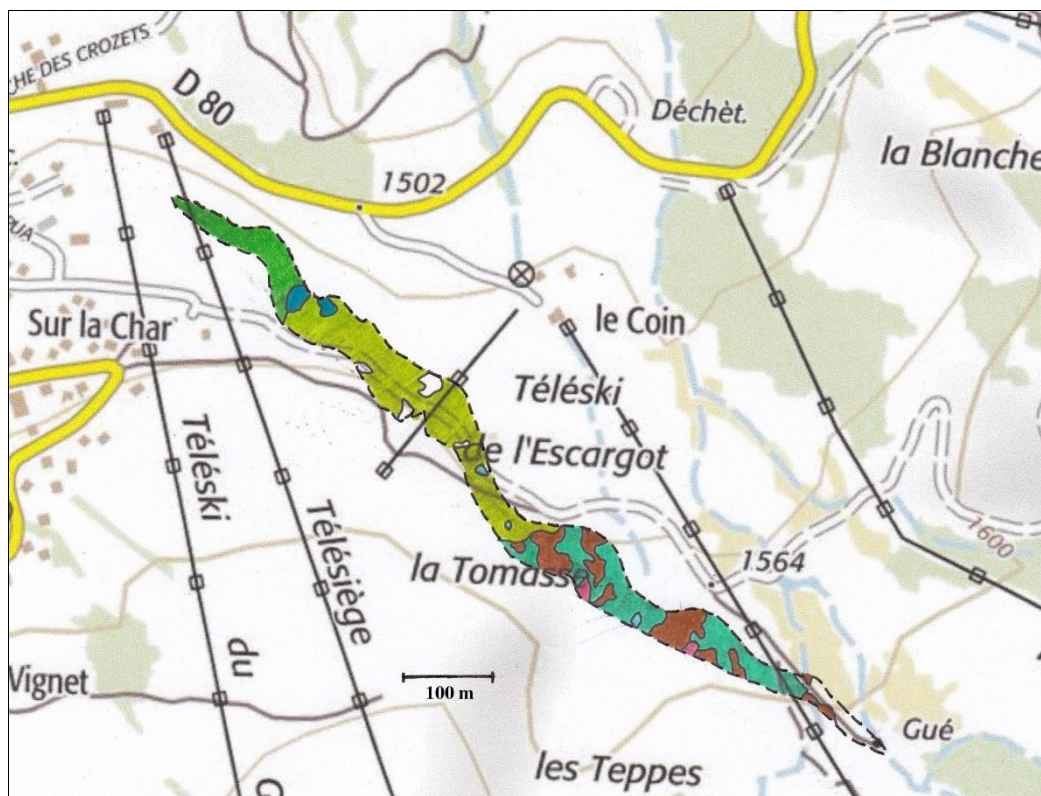 CHE DES CROZETS
D 80
Déchèt.
la Blanche
1502
UA
Sur la Char
le Coin
Téléski
de l'Escargot
Téléski
Télésiège
1600
la Tomasse
1564
du
Vignet
100 m
Gué
les Teppes